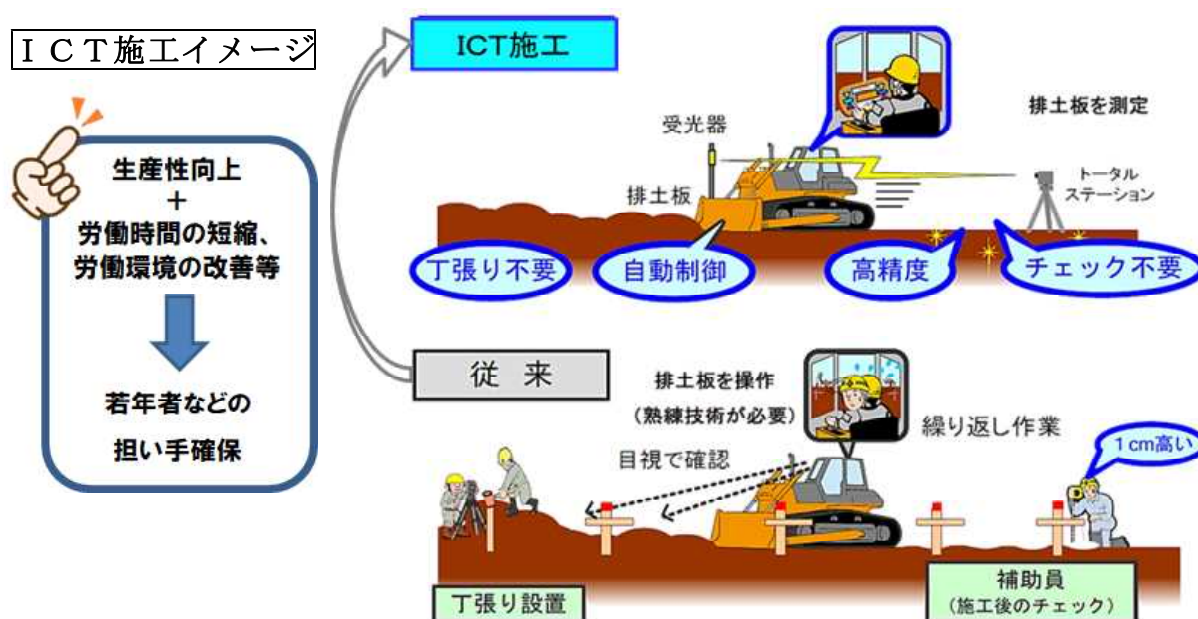 ＩＣＴ施工イメージ
生産性向上
＋
労働時間の短縮、
労働環境の改善等
若年者などの
担い手確保
ICT施工
受光器
排土板を測定
排土板
トータル
ステーション
丁張り不要
自動制御
高精度
チェック不要
従 来
排土板を操作
（熟練技術が必要）
繰り返し作業
目視で確認
1cm高い
丁張り設置
補助員
（施工後のチェック）